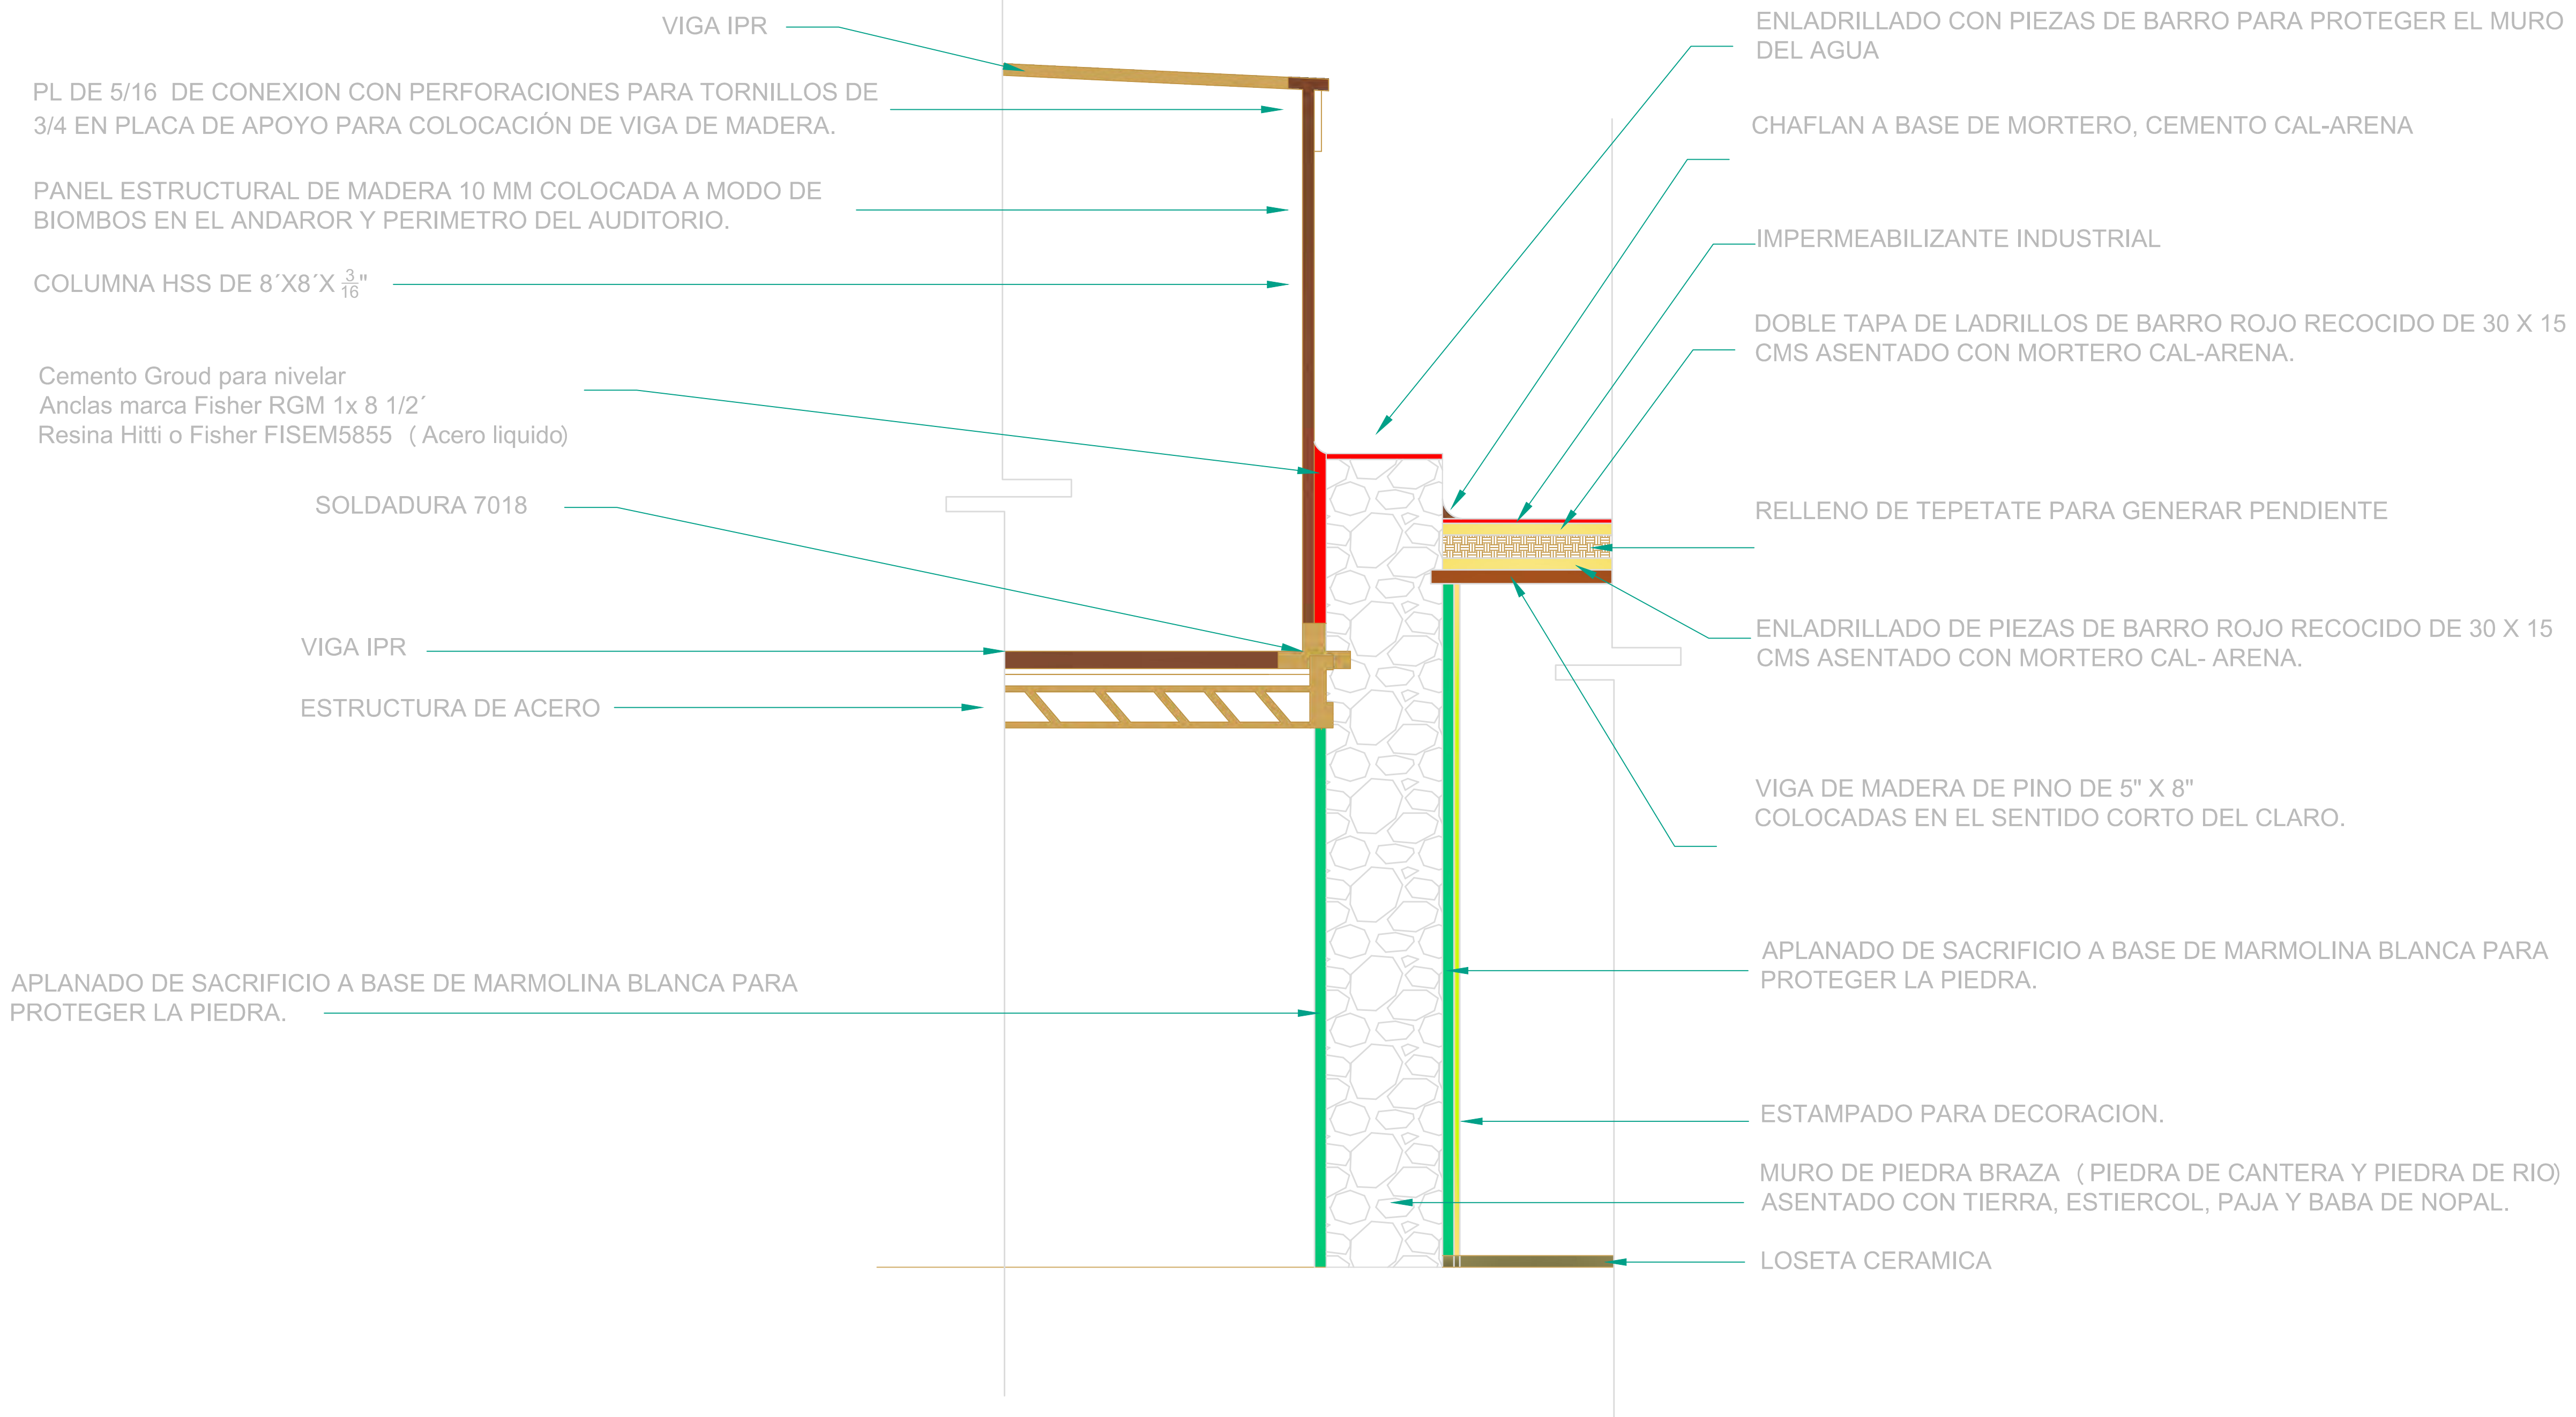 VIGA IPR
PL DE 5/16 DE CONEXION CON PERFORACIONES PARA TORNILLOS DE
3/4 EN PLACA DE APOYO PARA COLOCACIÓN DE VIGA DE MADERA.
PANEL ESTRUCTURAL DE MADERA 10 MM COLOCADA A MODO DE
BIOMBOS EN EL ANDAROR Y PERIMETRO DEL AUDITORIO.
COLUMNA HSS DE 8´X8´X 3/16"
Cemento Groud para nivelar
Anclas marca Fisher RGM 1x 8 1/2´
Resina Hitti o Fisher FISEM5855 ( Acero liquido)
SOLDADURA 7018
VIGA IPR
ESTRUCTURA DE ACERO
APLANADO DE SACRIFICIO A BASE DE MARMOLINA BLANCA PARA
PROTEGER LA PIEDRA.
ENLADRILLADO CON PIEZAS DE BARRO PARA PROTEGER EL MURO
DEL AGUA
CHAFLAN A BASE DE MORTERO, CEMENTO CAL-ARENA
IMPERMEABILIZANTE INDUSTRIAL
DOBLE TAPA DE LADRILLOS DE BARRO ROJO RECOCIDO DE 30 X 15
CMS ASENTADO CON MORTERO CAL-ARENA.
RELLENO DE TEPETATE PARA GENERAR PENDIENTE
ENLADRILLADO DE PIEZAS DE BARRO ROJO RECOCIDO DE 30 X 15
CMS ASENTADO CON MORTERO CAL- ARENA.
VIGA DE MADERA DE PINO DE 5" X 8"
COLOCADAS EN EL SENTIDO CORTO DEL CLARO.
APLANADO DE SACRIFICIO A BASE DE MARMOLINA BLANCA PARA
PROTEGER LA PIEDRA.
ESTAMPADO PARA DECORACION.
MURO DE PIEDRA BRAZA ( PIEDRA DE CANTERA Y PIEDRA DE RIO)
ASENTADO CON TIERRA, ESTIERCOL, PAJA Y BABA DE NOPAL.
LOSETA CERAMICA